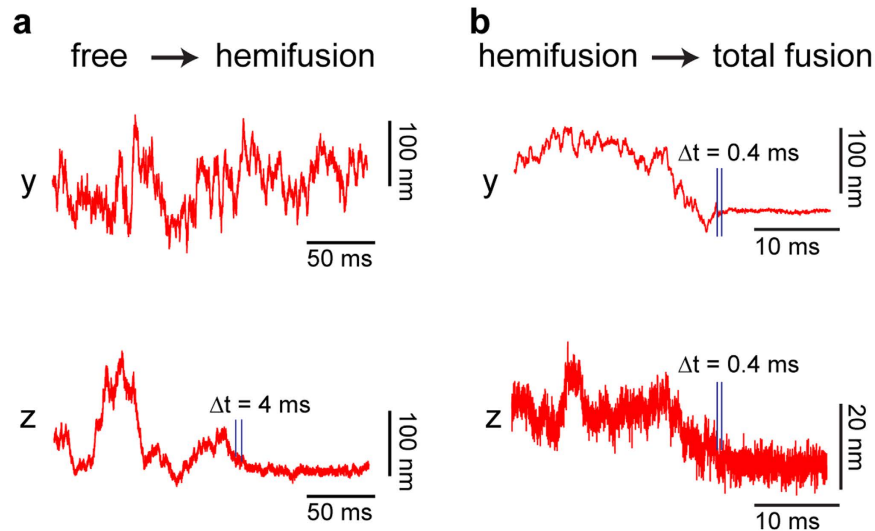 a
free → hemifusion
y
100 nm
50 ms
z
Δt = 4 ms
100 nm
50 ms
b
hemifusion → total fusion
y
Δt = 0.4 ms
100 nm
10 ms
z
Δt = 0.4 ms
20 nm
10 ms